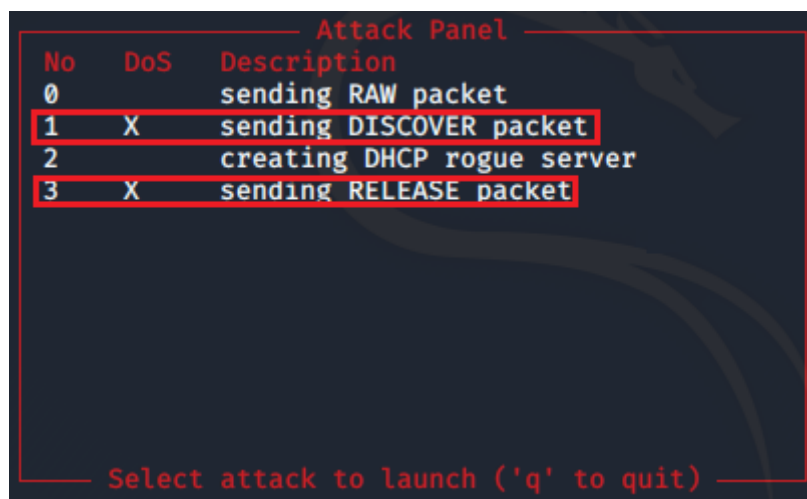 Attack Panel
No DoS Description
0 sending RAW packet
1 X sending DISCOVER packet
2 creating DHCP rogue server
3 X sending RELEASE packet
Select attack to launch ('q' to quit)